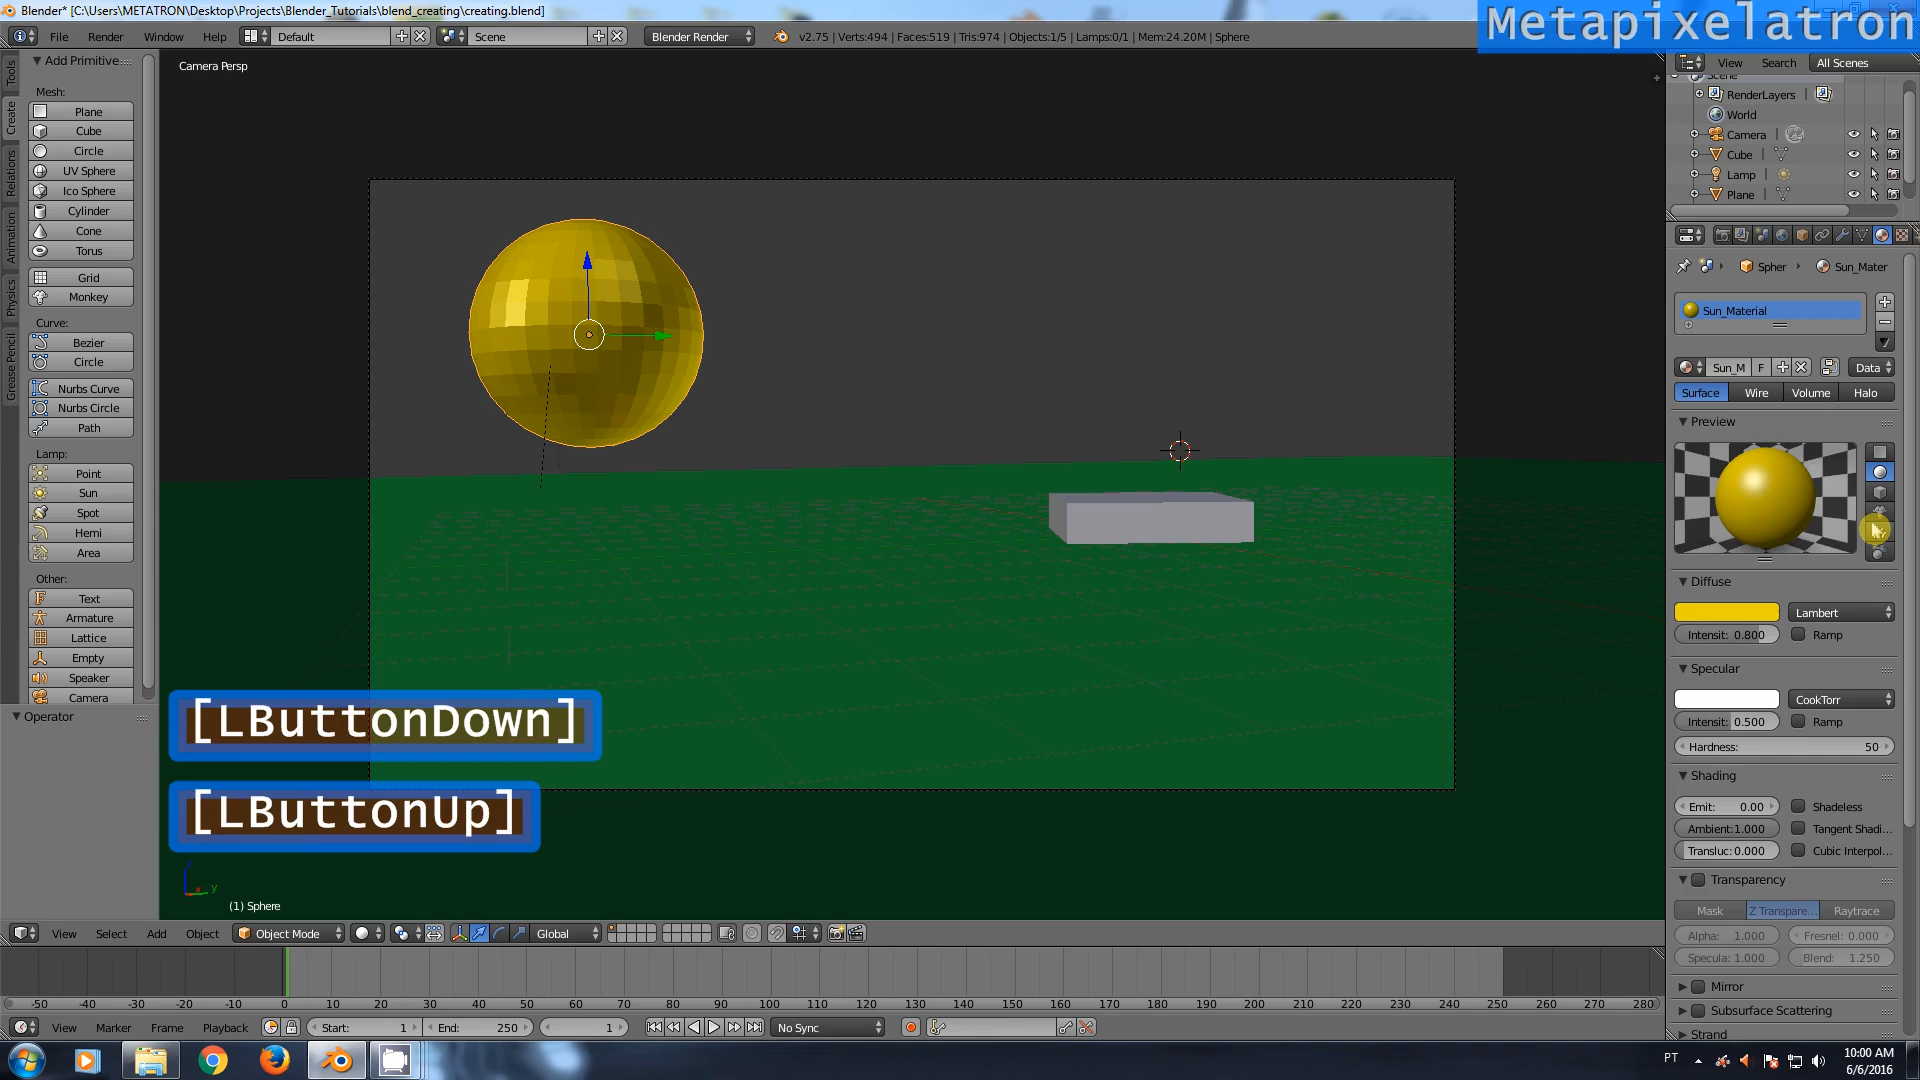 Blender* [C:\Users\METATRON\Desktop\Projects\Blender_Tutorials\blend_creating\creating.blend]
Metapixelatron
File Render Window Help Default Scene Blender Render v2.75 | Verts:494 | Faces:519 | Tris:974 | Objects:1/5 | Lamps:0/1 | Mem:24.20M | Sphere
View Search All Scenes
Scene
RenderLayers
World
Camera
Cube
Lamp
Plane
Tools
Create
Relations
Animation
Physics
Grease Pencil
Add Primitive
Mesh:
Plane
Cube
Circle
UV Sphere
Ico Sphere
Cylinder
Cone
Torus
Grid
Monkey
Curve:
Bezier
Circle
Nurbs Curve
Nurbs Circle
Path
Lamp:
Point
Sun
Spot
Hemi
Area
Other:
Text
Armature
Lattice
Empty
Speaker
Camera
Operator
Camera Persp
[LButtonDown]
[LButtonUp]
z
x y
(1) Sphere
Spher Sun_Mater
Sun_Material
Sun_M F Data
Surface Wire Volume Halo
Preview
Diffuse
Lambert
Intensit: 0.800 Ramp
Specular
CookTorr
Intensit: 0.500 Ramp
Hardness: 50
Shading
Emit: 0.00 Shadeless
Ambient:1.000 Tangent Shadi...
Transluc:0.000 Cubic Interpol...
Transparency
Mask Z Transpare... Raytrace
Alpha: 1.000 Fresnel: 0.000
Specula: 1.000 Blend: 1.250
Mirror
Subsurface Scattering
Strand
View Select Add Object Object Mode Global
-50 -40 -30 -20 -10 0 10 20 30 40 50 60 70 80 90 100 110 120 130 140 150 160 170 180 190 200 210 220 230 240 250 260 270 280
View Marker Frame Playback Start: 1 End: 250 1 No Sync
PT 10:00 AM
6/6/2016